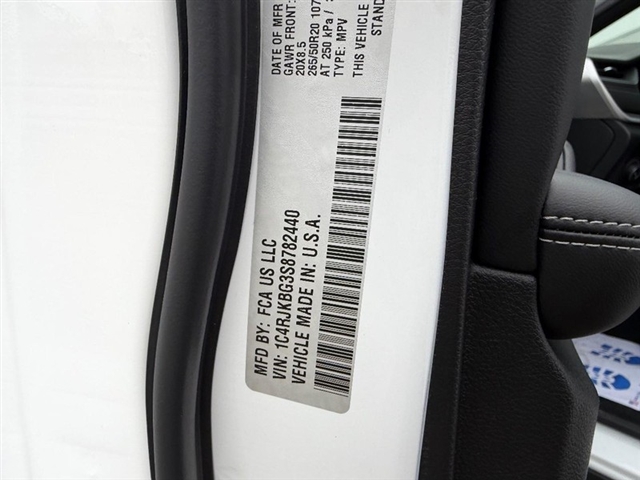 MFD BY: FCA US LLC
VIN: 1C4RJKBG3S8782440
VEHICLE MADE IN: U.S.A.
DATE OF MFR
GAWR FRONT:
20X8.5
265/50R20 107
AT 250 kPa /
TYPE: MPV
THIS VEHICLE
STAND